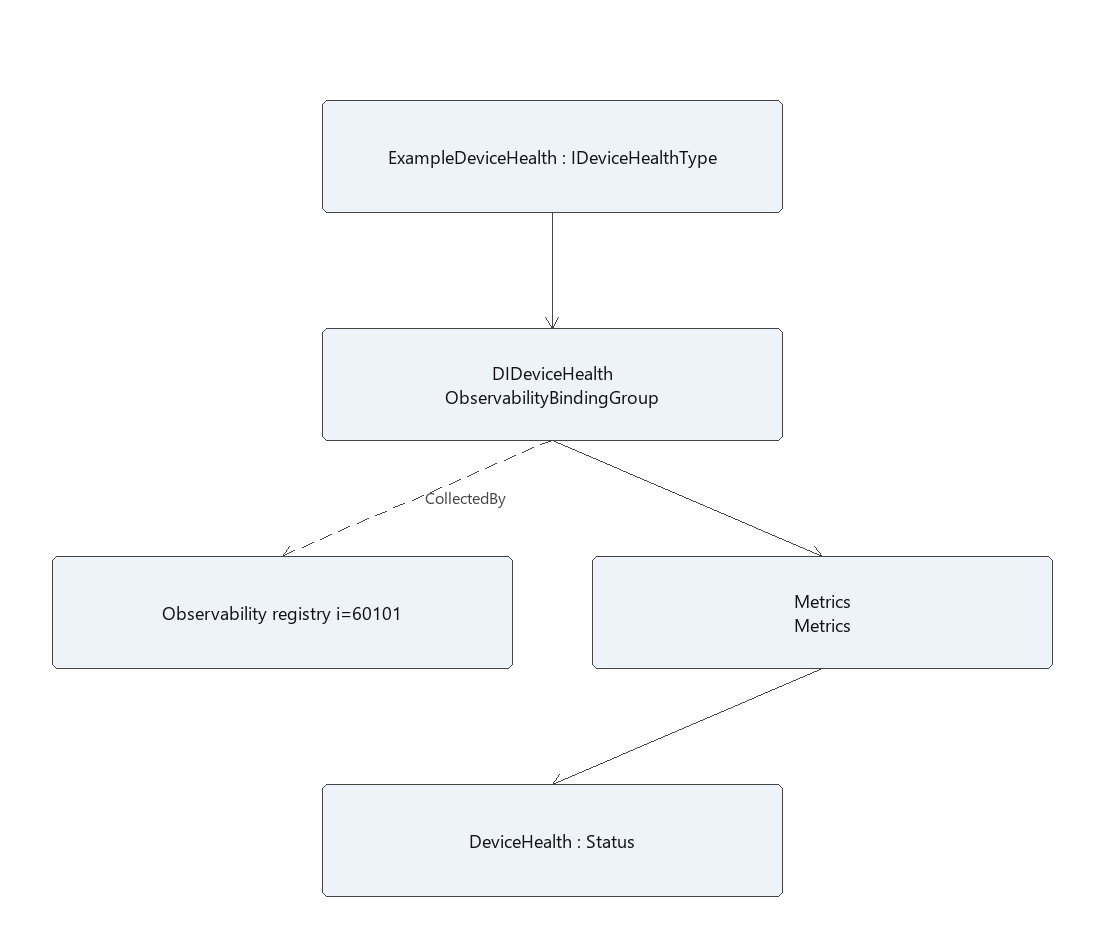 ExampleDeviceHealth : IDeviceHealthType
DIDeviceHealth
ObservabilityBindingGroup
CollectedBy
Observability registry i=60101
Metrics
Metrics
DeviceHealth : Status